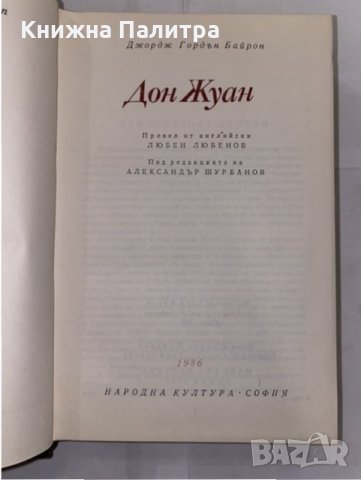 Книжна Палитра
Джордж Гордън Байрон
Дон Жуан
Превел от английски
ЛЮБЕН ЛЮБЕНОВ
Под редакцията на
АЛЕКСАНДЪР ШУРБАНОВ
1986
НАРОДНА КУЛТУРА · СОФИЯ
BAZAR